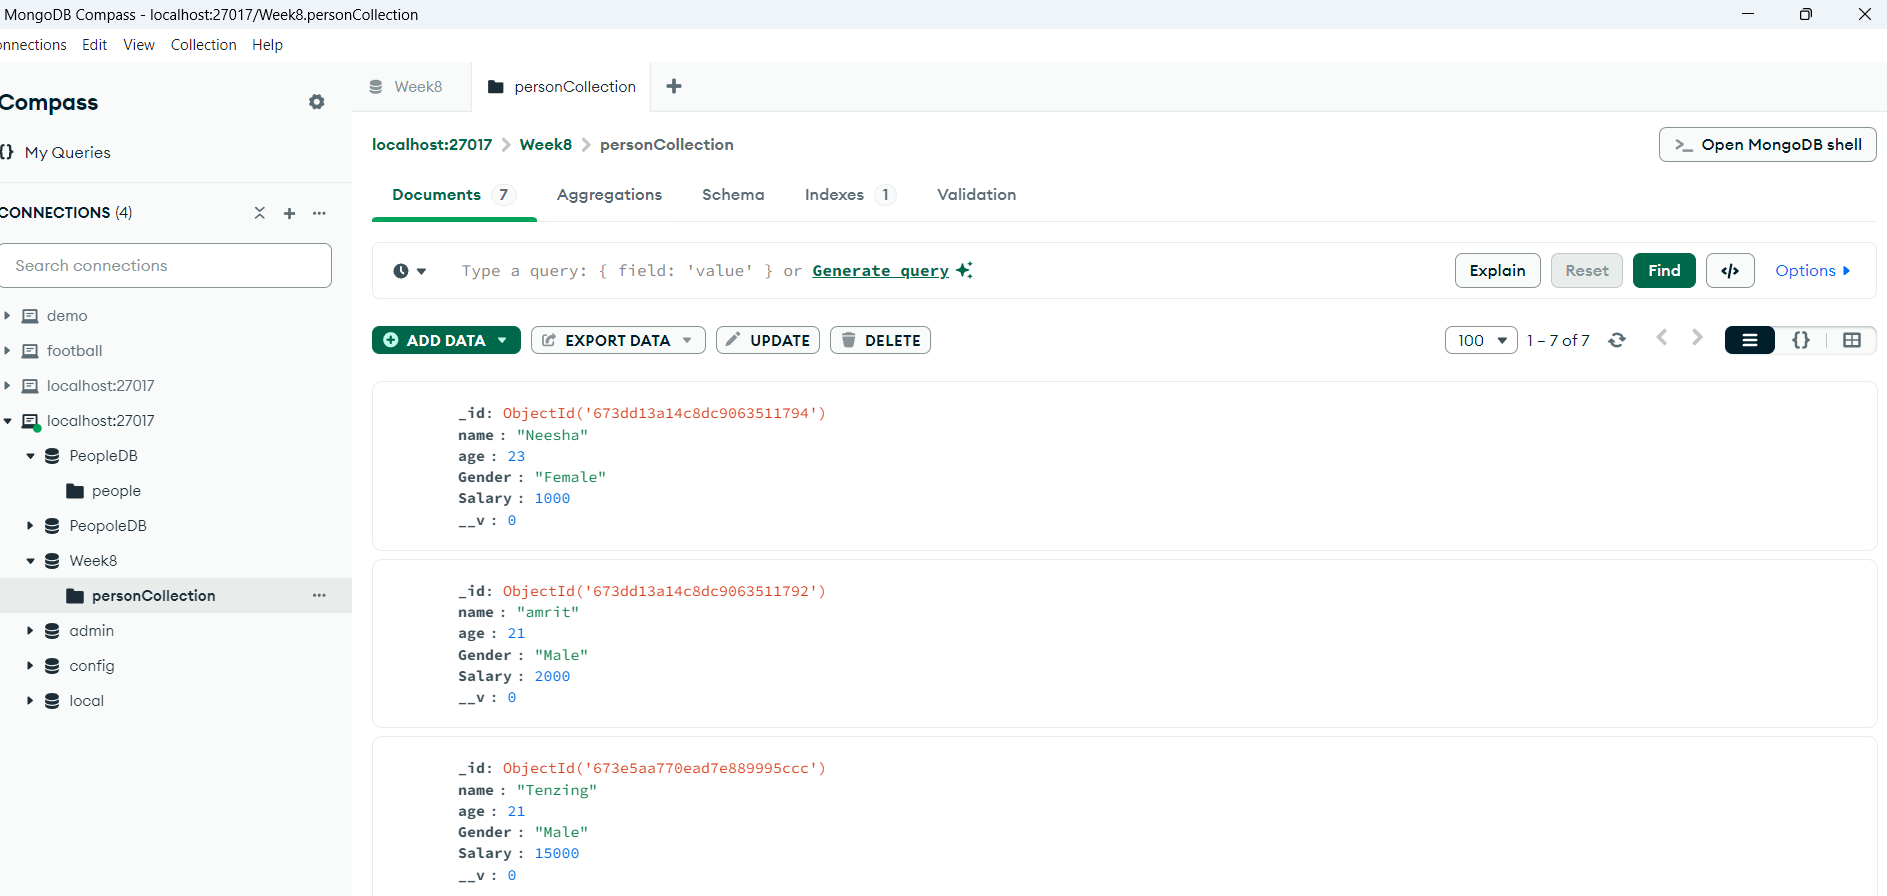 MongoDB Compass - localhost:27017/Week8.personCollection
onnections Edit View Collection Help
Compass
{} My Queries
CONNECTIONS (4)
Search connections
demo
football
localhost:27017
localhost:27017
PeopleDB
people
PeopoleDB
Week8
personCollection
admin
config
local
Week8 personCollection
localhost:27017 > Week8 > personCollection
>_ Open MongoDB shell
Documents 7 Aggregations Schema Indexes 1 Validation
Type a query: { field: 'value' } or Generate query
Explain Reset Find </> Options
ADD DATA EXPORT DATA UPDATE DELETE
100 1 – 7 of 7 {}
_id: ObjectId('673dd13a14c8dc9063511794')
name : "Neesha"
age : 23
Gender : "Female"
Salary : 1000
__v : 0
_id: ObjectId('673dd13a14c8dc9063511792')
name : "amrit"
age : 21
Gender : "Male"
Salary : 2000
__v : 0
_id: ObjectId('673e5aa770ead7e889995ccc')
name : "Tenzing"
age : 21
Gender : "Male"
Salary : 15000
__v : 0